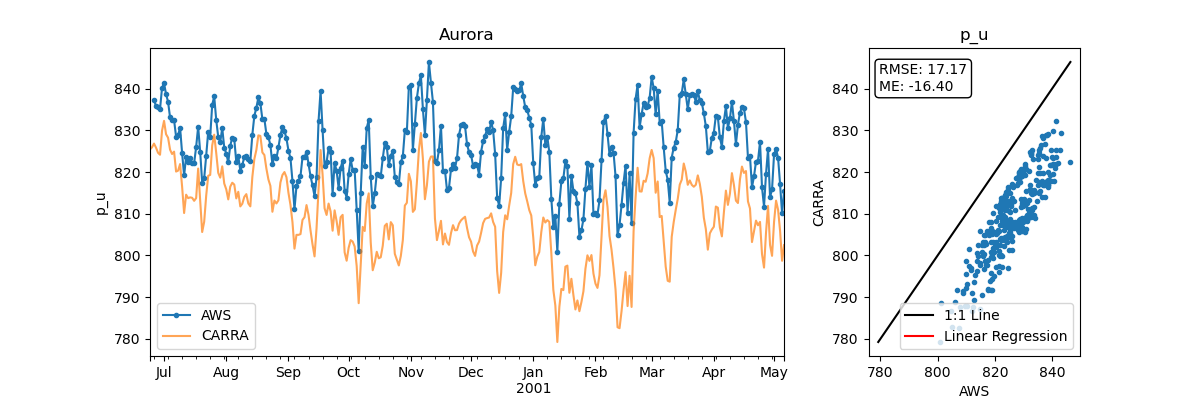 Aurora
p_u
840
830
820
810
800
790
780
AWS
CARRA
Jul Aug Sep Oct Nov Dec Jan Feb Mar Apr May
2001
p_u
RMSE: 17.17
ME: -16.40
CARRA
840
830
820
810
800
790
780
1:1 Line
Linear Regression
780 800 820 840
AWS